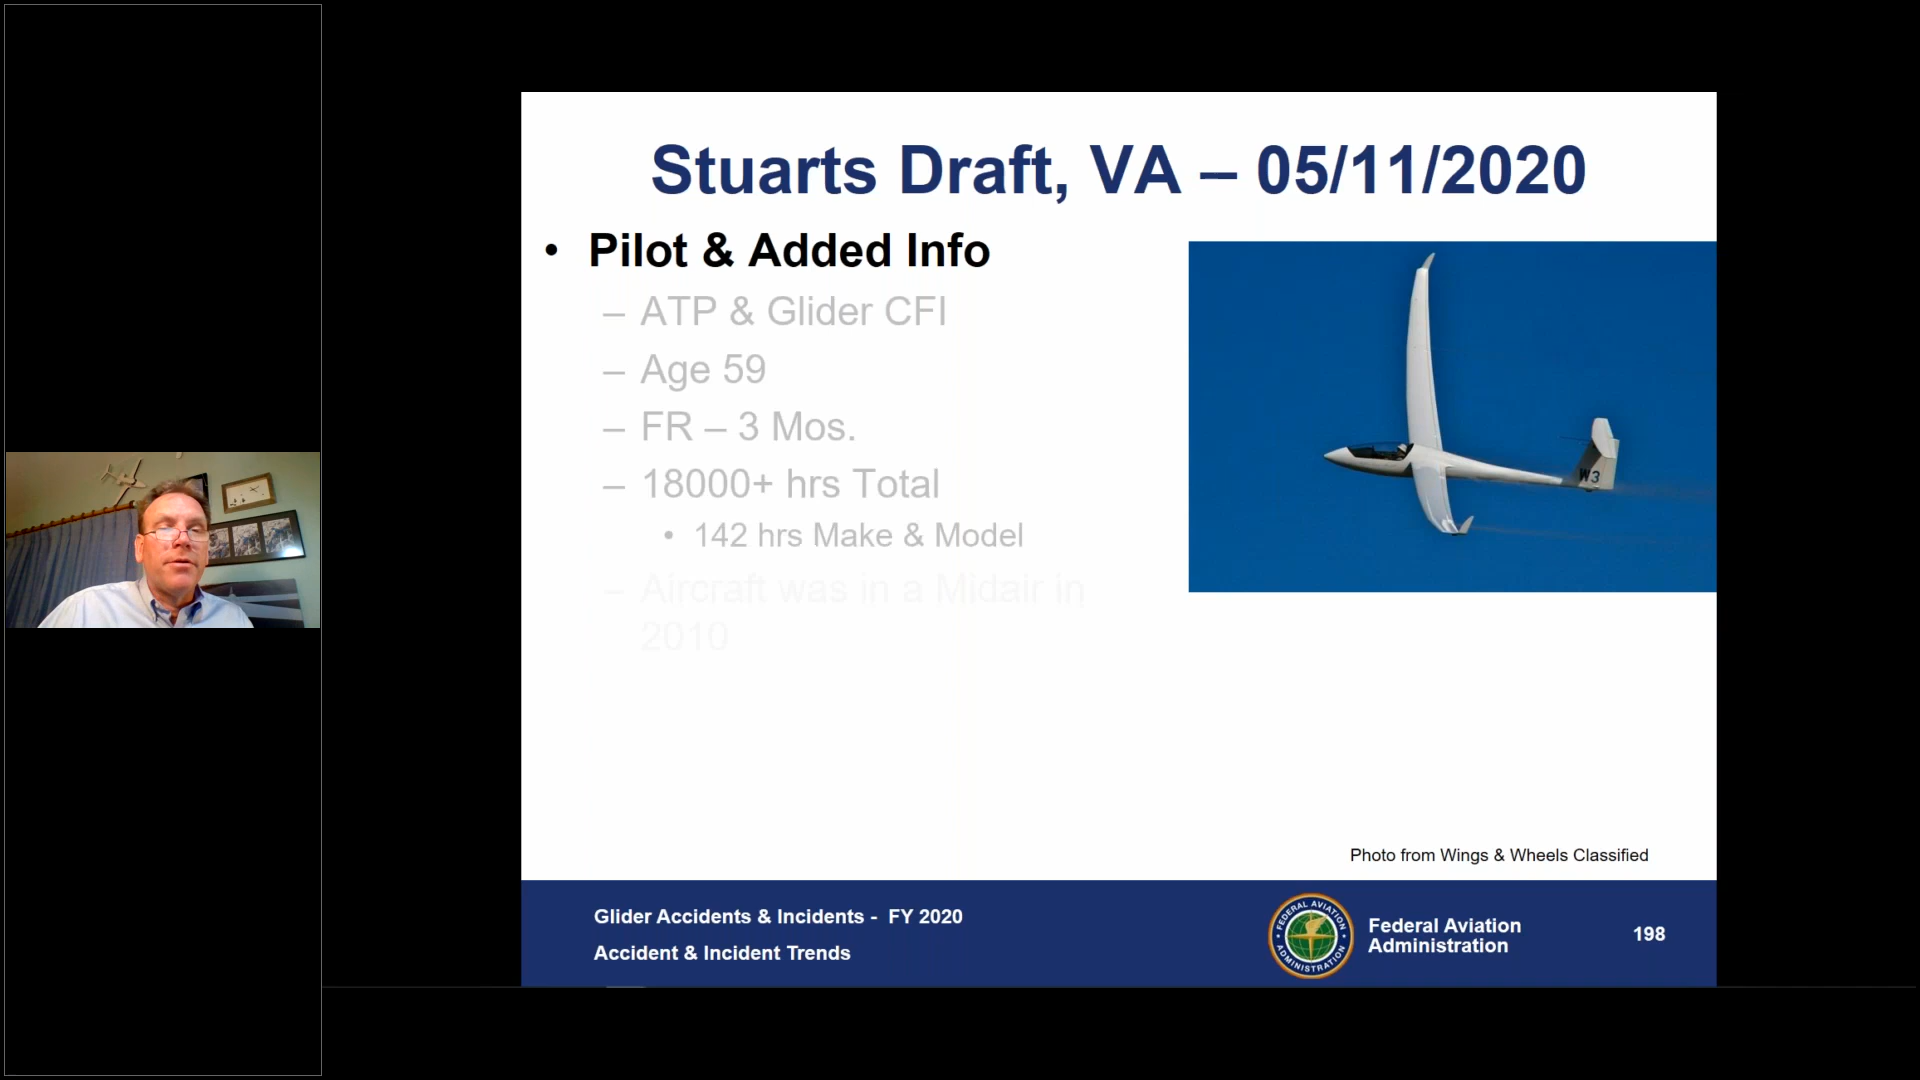 Stuarts Draft, VA – 05/11/2020
• Pilot & Added Info
– ATP & Glider CFI
– Age 59
– FR – 3 Mos.
– 18000+ hrs Total
• 142 hrs Make & Model
– Aircraft was in a Midair in
2010
W3
Photo from Wings & Wheels Classified
Glider Accidents & Incidents - FY 2020
Accident & Incident Trends
FEDERAL AVIATION
ADMINISTRATION
Federal Aviation
Administration
198